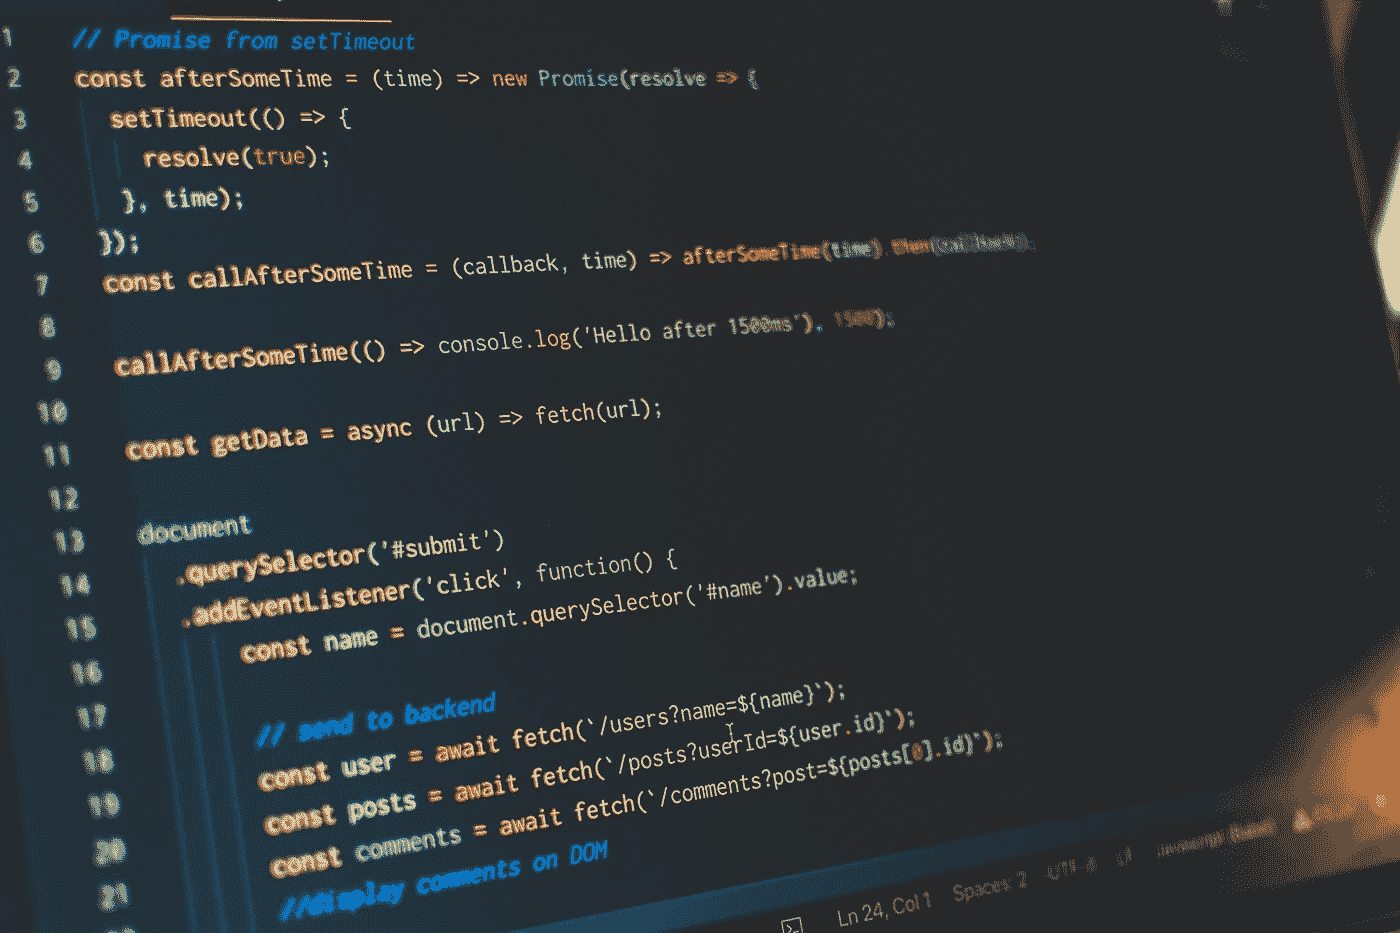 1 // Promise from setTimeout
2 const afterSomeTime = (time) => new Promise(resolve => {
3 setTimeout(() => {
4 resolve(true);
5 }, time);
6 });
7 const callAfterSomeTime = (callback, time) => afterSomeTime(time).then(callback);
8
9 callAfterSomeTime(() => console.log('Hello after 1500ms'), 1500);
10
11 const getData = async (url) => fetch(url);
12
13 document
14 .querySelector('#submit')
15 .addEventListener('click', function() {
16 const name = document.querySelector('#name').value;
17
18 // send to backend
19 const user = await fetch(`/users?name=${name}`);
20 const posts = await fetch(`/posts?userId=${user.id}`);
21 const comments = await fetch(`/comments?post=${posts[0].id}`);
//display comments on DOM
Ln 24, Col 1 Spaces: 2 UTF-8 LF